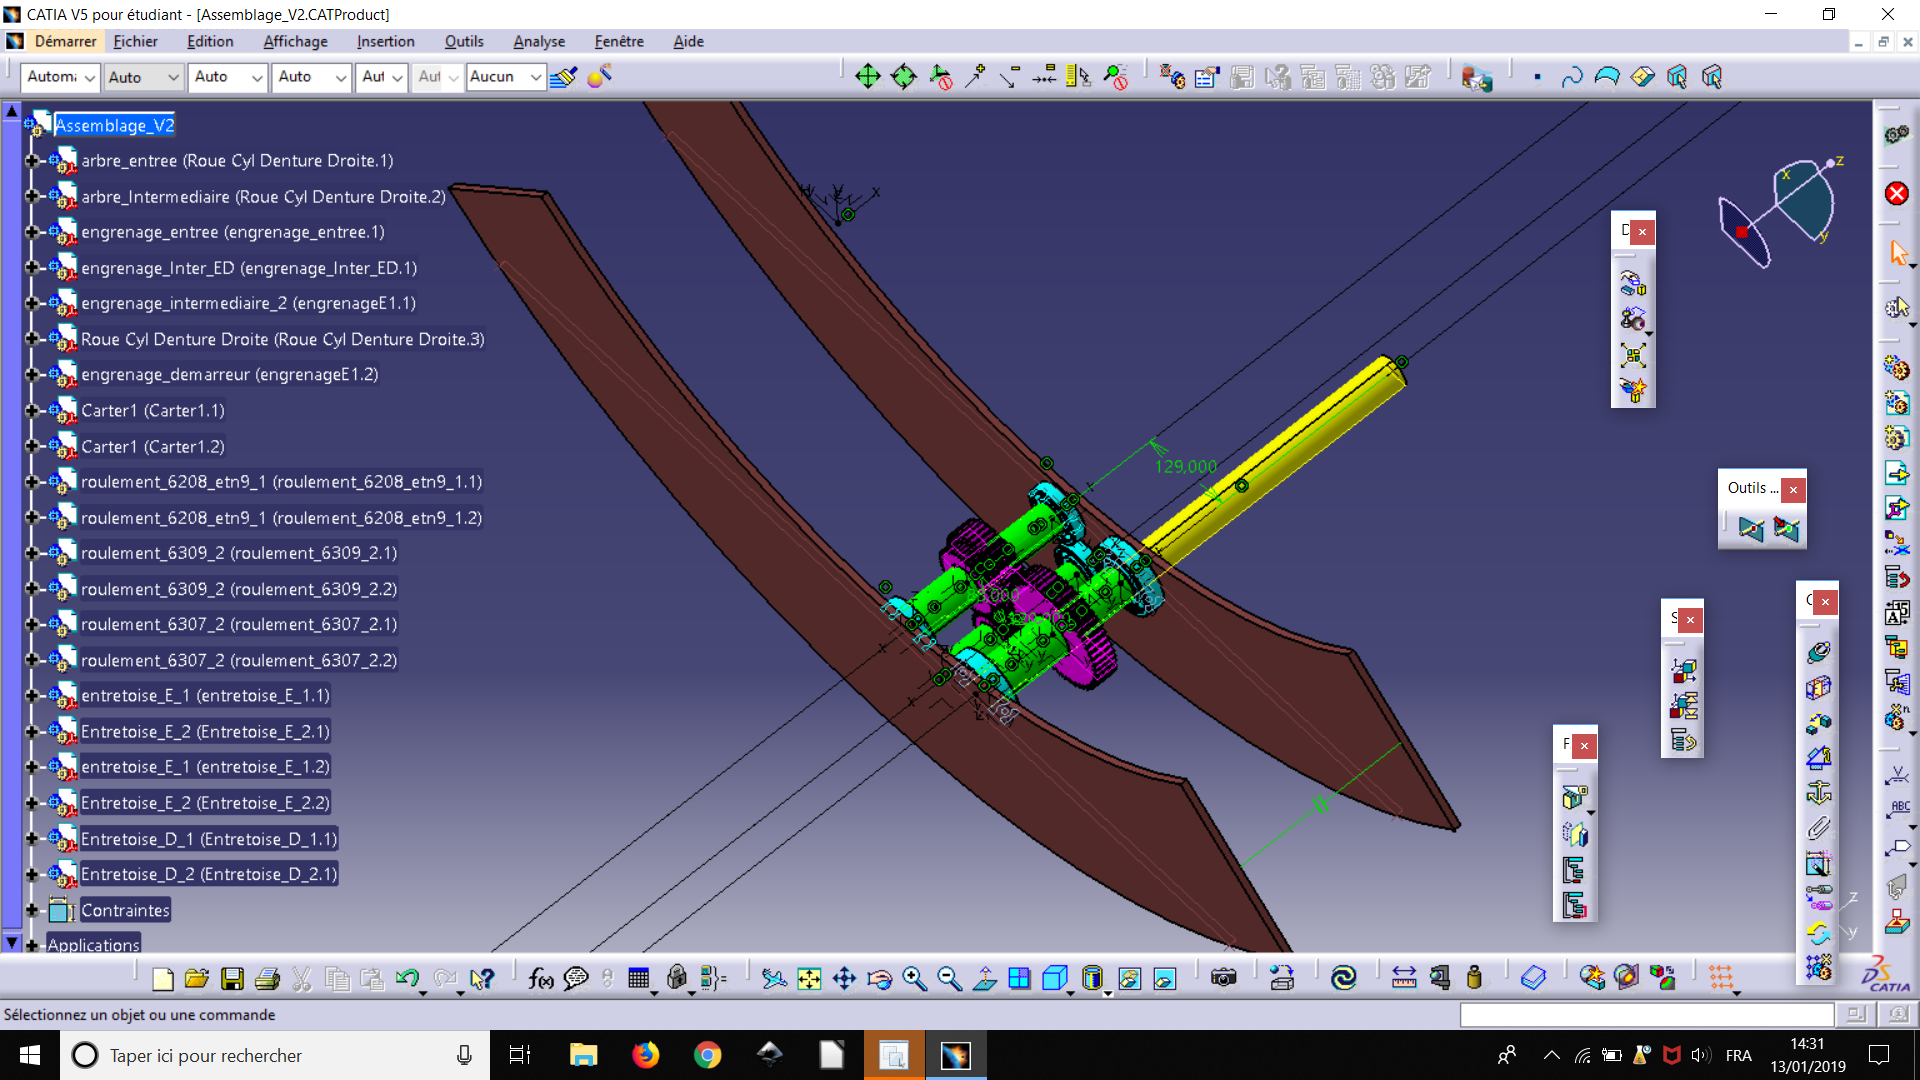 CATIA V5 pour étudiant - [Assemblage_V2.CATProduct]
Démarrer Fichier Edition Affichage Insertion Outils Analyse Fenêtre Aide
Auto Auto Auto Aucun
Assemblage_V2
arbre_entree (Roue Cyl Denture Droite.1)
arbre_Intermediaire (Roue Cyl Denture Droite.2)
engrenage_entree (engrenage_entree.1)
engrenage_Inter_ED (engrenage_Inter_ED.1)
engrenage_intermediaire_2 (engrenageE1.1)
Roue Cyl Denture Droite (Roue Cyl Denture Droite.3)
engrenage_demarreur (engrenageE1.2)
Carter1 (Carter1.1)
Carter1 (Carter1.2)
roulement_6208_etn9_1 (roulement_6208_etn9_1.1)
roulement_6208_etn9_1 (roulement_6208_etn9_1.2)
roulement_6309_2 (roulement_6309_2.1)
roulement_6309_2 (roulement_6309_2.2)
roulement_6307_2 (roulement_6307_2.1)
roulement_6307_2 (roulement_6307_2.2)
entretoise_E_1 (entretoise_E_1.1)
Entretoise_E_2 (Entretoise_E_2.1)
entretoise_E_1 (entretoise_E_1.2)
Entretoise_E_2 (Entretoise_E_2.2)
Entretoise_D_1 (Entretoise_D_1.1)
Entretoise_D_2 (Entretoise_D_2.1)
Contraintes
Applications
129,000
x
z
y
Outils ...
S
F
ABC
z
y
CATIA
Sélectionnez un objet ou une commande
Taper ici pour rechercher
FRA
14:31
13/01/2019